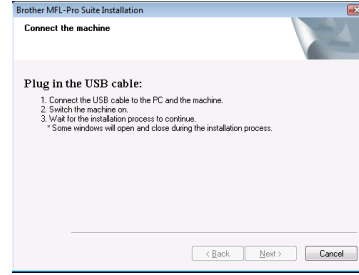 Brother MFL-Pro Suite Installation
Connect the machine
Plug in the USB cable:
1. Connect the USB cable to the PC and the machine.
2. Switch the machine on.
3. Wait for the installation process to continue.
* Some windows will open and close during the installation process.
< Back Next > Cancel